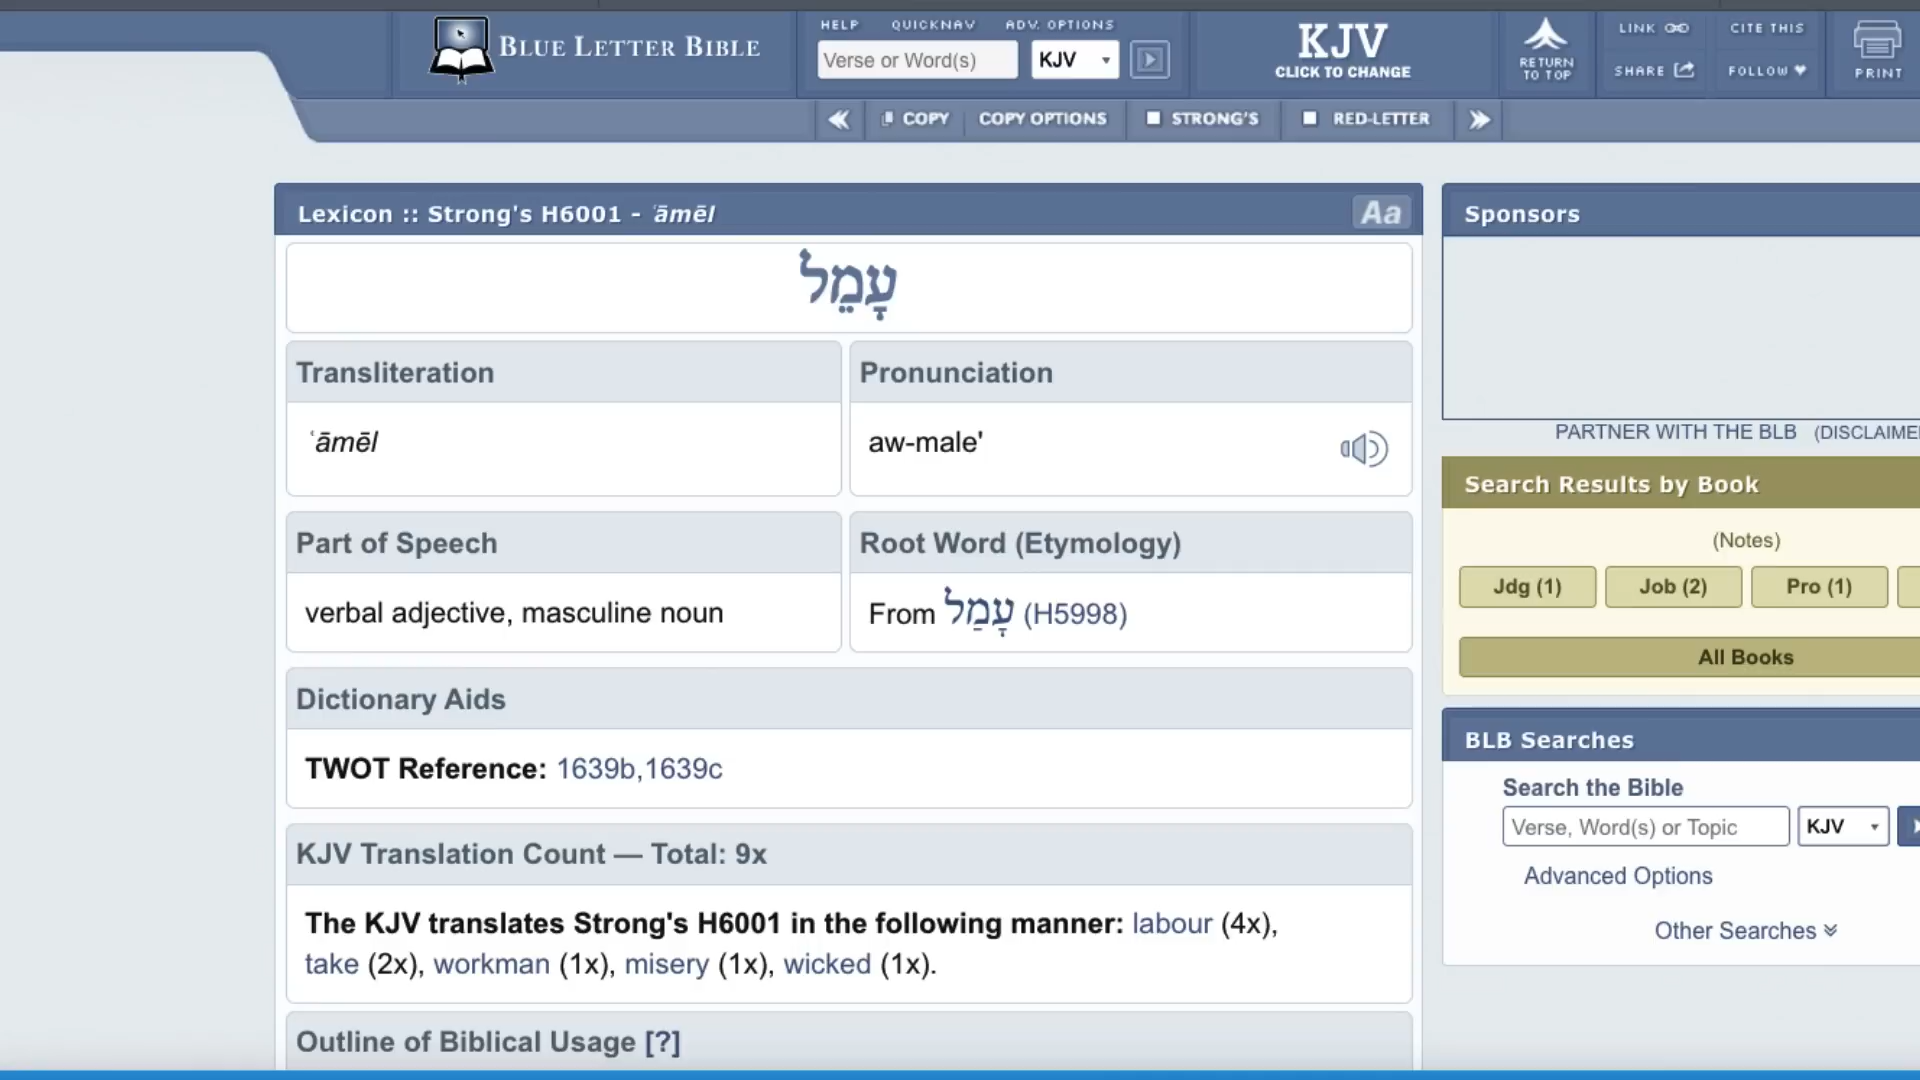 HELP QUICKNAV ADV. OPTIONS
BLUE LETTER BIBLE
Verse or Word(s) KJV
KJV
CLICK TO CHANGE
RETURN
TO TOP
LINK
SHARE
CITE THIS
FOLLOW
PRINT
COPY COPY OPTIONS STRONG'S RED-LETTER
Lexicon :: Strong's H6001 - ʿāmēl Aa
עָמֵל
Transliteration
ʿāmēl
Pronunciation
aw-male'
Part of Speech
verbal adjective, masculine noun
Root Word (Etymology)
From עָמַל (H5998)
Dictionary Aids
TWOT Reference: 1639b,1639c
KJV Translation Count — Total: 9x
The KJV translates Strong's H6001 in the following manner: labour (4x),
take (2x), workman (1x), misery (1x), wicked (1x).
Outline of Biblical Usage [?]
Sponsors
PARTNER WITH THE BLB (DISCLAIME
Search Results by Book
(Notes)
Jdg (1) Job (2) Pro (1)
All Books
BLB Searches
Search the Bible
Verse, Word(s) or Topic KJV
Advanced Options
Other Searches